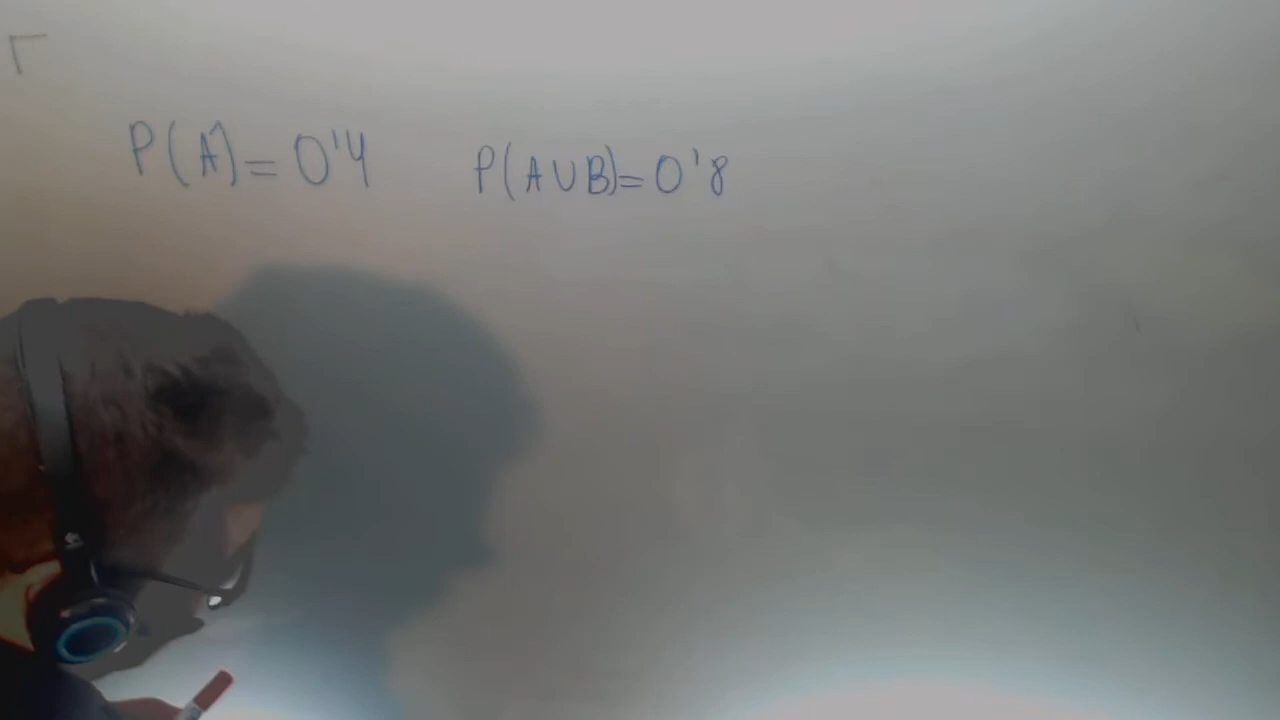 P(A) = 0'4 P(A∪B) = 0'8